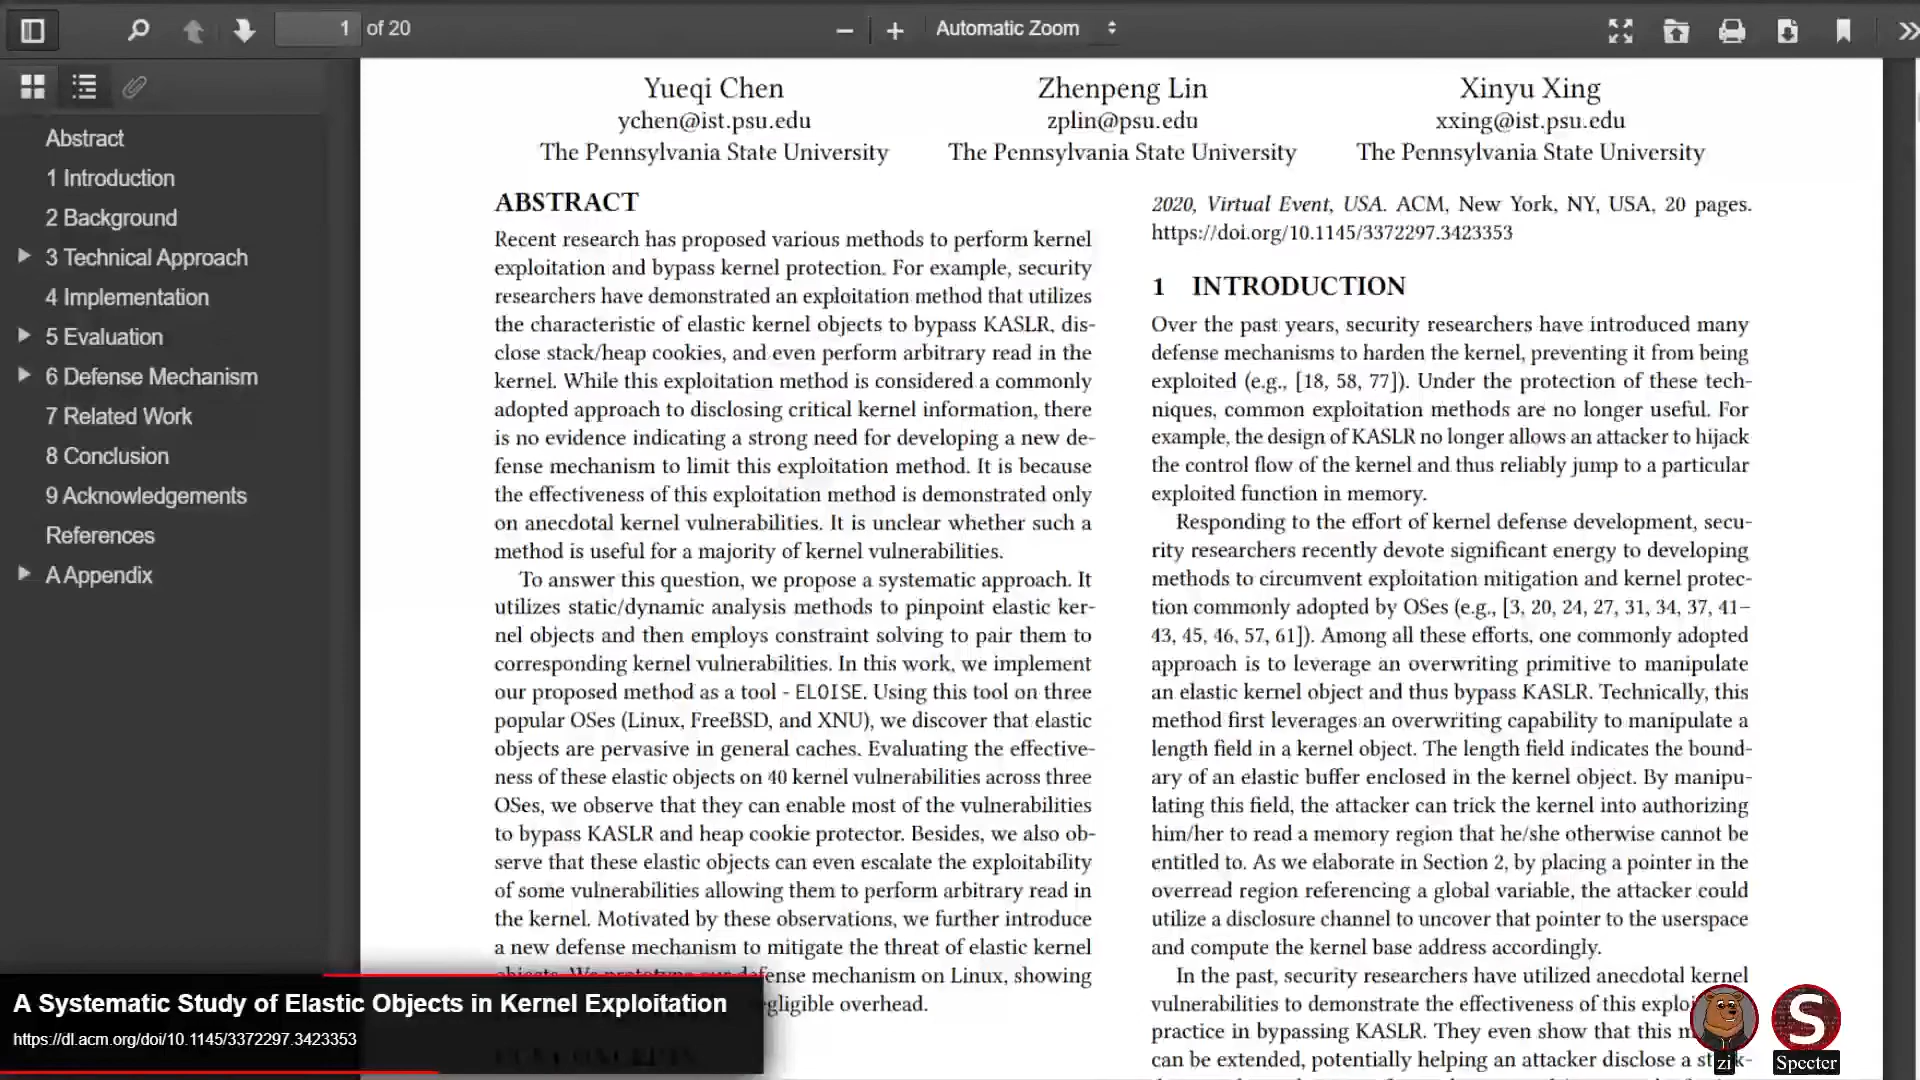 1 of 20
Automatic Zoom
Abstract
1 Introduction
2 Background
3 Technical Approach
4 Implementation
5 Evaluation
6 Defense Mechanism
7 Related Work
8 Conclusion
9 Acknowledgements
References
A Appendix
Yueqi Chen
ychen@ist.psu.edu
The Pennsylvania State University
Zhenpeng Lin
zplin@psu.edu
The Pennsylvania State University
Xinyu Xing
xxing@ist.psu.edu
The Pennsylvania State University
ABSTRACT
Recent research has proposed various methods to perform kernel
exploitation and bypass kernel protection. For example, security
researchers have demonstrated an exploitation method that utilizes
the characteristic of elastic kernel objects to bypass KASLR, dis-
close stack/heap cookies, and even perform arbitrary read in the
kernel. While this exploitation method is considered a commonly
adopted approach to disclosing critical kernel information, there
is no evidence indicating a strong need for developing a new de-
fense mechanism to limit this exploitation method. It is because
the effectiveness of this exploitation method is demonstrated only
on anecdotal kernel vulnerabilities. It is unclear whether such a
method is useful for a majority of kernel vulnerabilities.
To answer this question, we propose a systematic approach. It
utilizes static/dynamic analysis methods to pinpoint elastic ker-
nel objects and then employs constraint solving to pair them to
corresponding kernel vulnerabilities. In this work, we implement
our proposed method as a tool - ELOISE. Using this tool on three
popular OSes (Linux, FreeBSD, and XNU), we discover that elastic
objects are pervasive in general caches. Evaluating the effective-
ness of these elastic objects on 40 kernel vulnerabilities across three
OSes, we observe that they can enable most of the vulnerabilities
to bypass KASLR and heap cookie protector. Besides, we also ob-
serve that these elastic objects can even escalate the exploitability
of some vulnerabilities allowing them to perform arbitrary read in
the kernel. Motivated by these observations, we further introduce
a new defense mechanism to mitigate the threat of elastic kernel
defense mechanism on Linux, showing
negligible overhead.
2020, Virtual Event, USA. ACM, New York, NY, USA, 20 pages.
https://doi.org/10.1145/3372297.3423353
1 INTRODUCTION
Over the past years, security researchers have introduced many
defense mechanisms to harden the kernel, preventing it from being
exploited (e.g., [18, 58, 77]). Under the protection of these tech-
niques, common exploitation methods are no longer useful. For
example, the design of KASLR no longer allows an attacker to hijack
the control flow of the kernel and thus reliably jump to a particular
exploited function in memory.
Responding to the effort of kernel defense development, secu-
rity researchers recently devote significant energy to developing
methods to circumvent exploitation mitigation and kernel protec-
tion commonly adopted by OSes (e.g., [3, 20, 24, 27, 31, 34, 37, 41–
43, 45, 46, 57, 61]). Among all these efforts, one commonly adopted
approach is to leverage an overwriting primitive to manipulate
an elastic kernel object and thus bypass KASLR. Technically, this
method first leverages an overwriting capability to manipulate a
length field in a kernel object. The length field indicates the bound-
ary of an elastic buffer enclosed in the kernel object. By manipu-
lating this field, the attacker can trick the kernel into authorizing
him/her to read a memory region that he/she otherwise cannot be
entitled to. As we elaborate in Section 2, by placing a pointer in the
overread region referencing a global variable, the attacker could
utilize a disclosure channel to uncover that pointer to the userspace
and compute the kernel base address accordingly.
In the past, security researchers have utilized anecdotal kernel
vulnerabilities to demonstrate the effectiveness of this
practice in bypassing KASLR. They even show that this
can be extended, potentially helping an attacker disclose a
A Systematic Study of Elastic Objects in Kernel Exploitation
https://dl.acm.org/doi/10.1145/3372297.3423353
S
zi
Specter